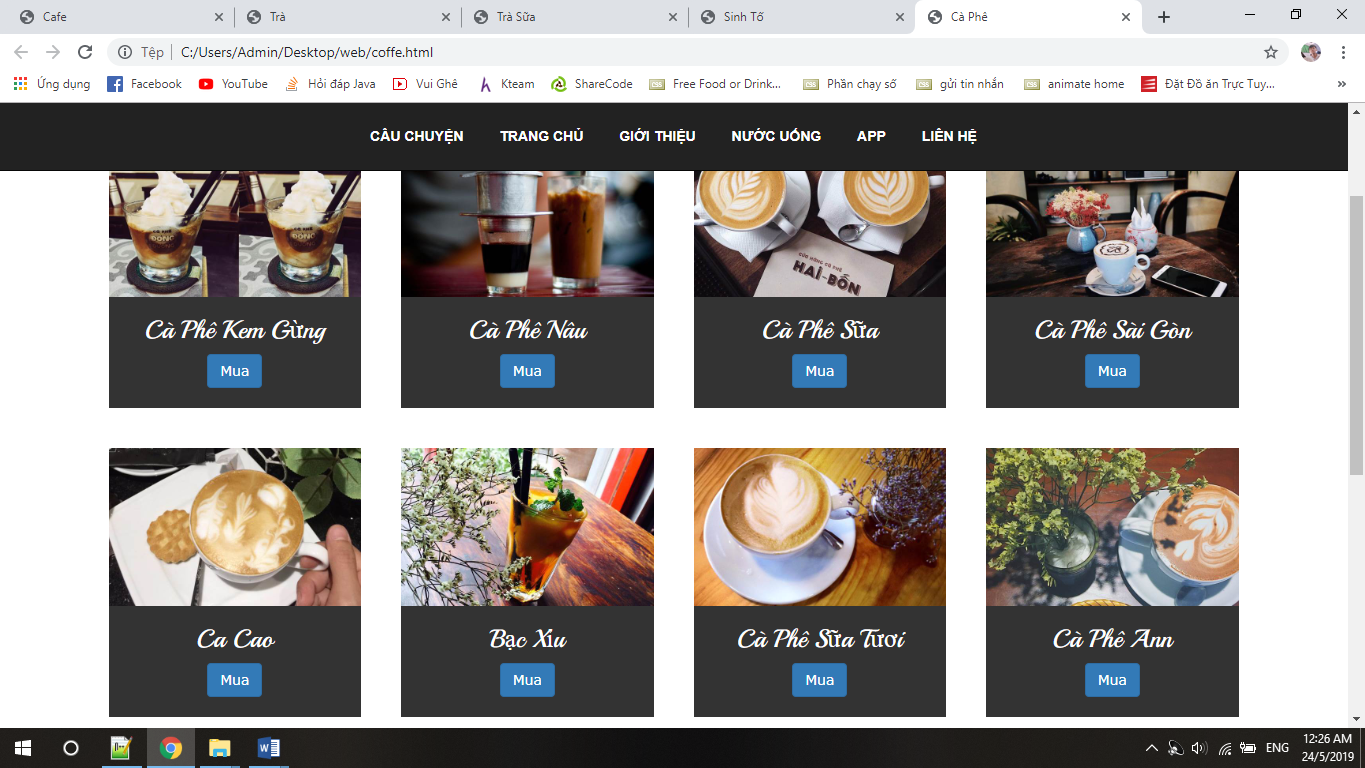 Cafe Trà Trà Sữa Sinh Tố Cà Phê
Tệp C:/Users/Admin/Desktop/web/coffe.html
Ứng dụng Facebook YouTube Hỏi đáp Java Vui Ghê Kteam ShareCode Free Food or Drink... Phần chạy số gửi tin nhắn animate home Đặt Đồ ăn Trực Tuy... »
CÂU CHUYỆN TRANG CHỦ GIỚI THIỆU NƯỚC UỐNG APP LIÊN HỆ
HAI-BỐN
Cà Phê Kem Gừng Cà Phê Nâu Cà Phê Sữa Cà Phê Sài Gòn
Mua Mua Mua Mua
Ca Cao Bạc Xỉu Cà Phê Sữa Tươi Cà Phê Ann
Mua Mua Mua Mua
ENG 12:26 AM
24/5/2019